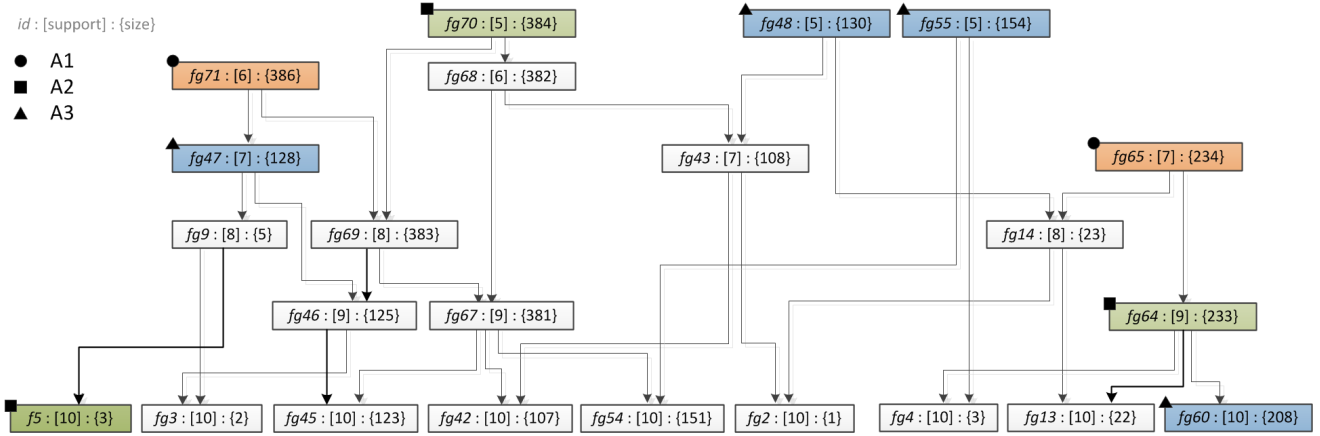 id : [support] : {size}
A1
A2
A3
fg70 : [5] : {384}
fg48 : [5] : {130}
fg55 : [5] : {154}
fg71 : [6] : {386}
fg68 : [6] : {382}
fg47 : [7] : {128}
fg43 : [7] : {108}
fg65 : [7] : {234}
fg9 : [8] : {5}
fg69 : [8] : {383}
fg14 : [8] : {23}
fg46 : [9] : {125}
fg67 : [9] : {381}
fg64 : [9] : {233}
f5 : [10] : {3}
fg3 : [10] : {2}
fg45 : [10] : {123}
fg42 : [10] : {107}
fg54 : [10] : {151}
fg2 : [10] : {1}
fg4 : [10] : {3}
fg13 : [10] : {22}
fg60 : [10] : {208}